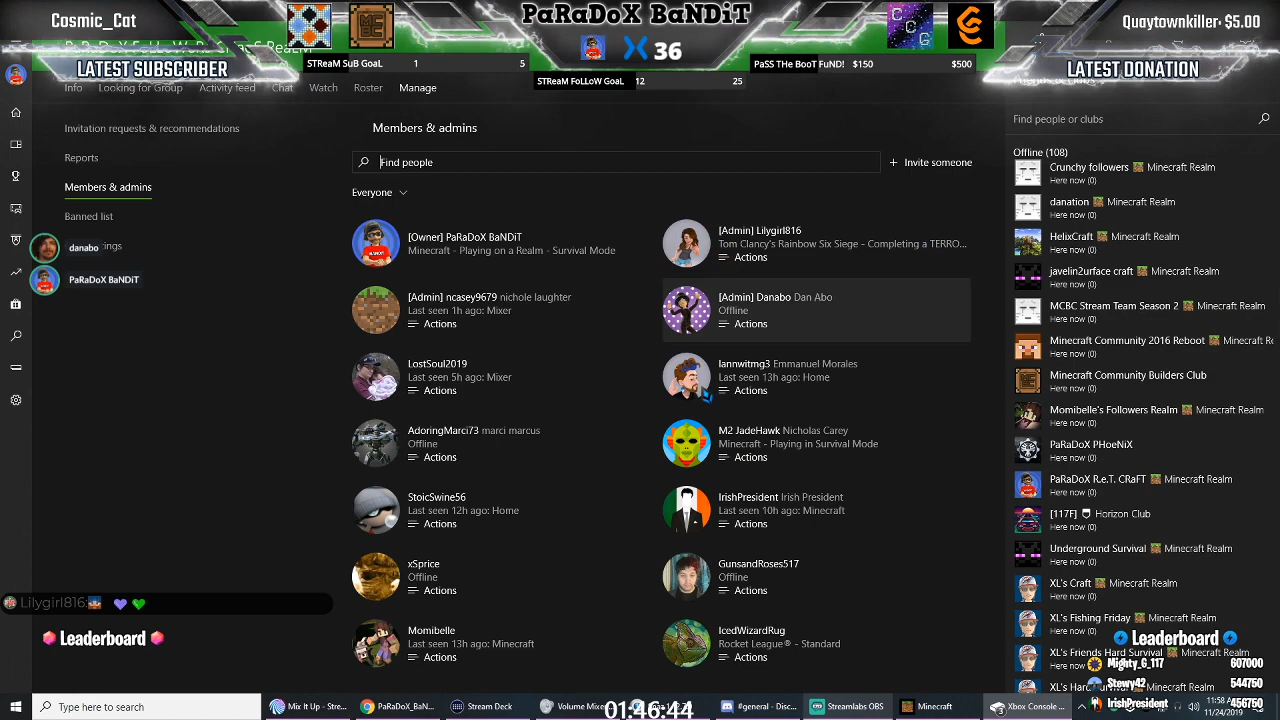 Cosmic_Cat
LATEST SUBSCRIBER
MCBC
PaRaDoX BaNDiT
36
CCG
Quaytownkiller: $5.00
LATEST DONATION
STReaM SuB GoaL 1 5
STReaM FoLLoW GoaL 12 25
PaSS THe BooT FuND! $150 $500
Info
Looking for Group
Activity feed
Chat
Watch
Roster
Manage
Invitation requests & recommendations
Reports
Members & admins
Banned list
danabo
ings
PaRaDoX BaNDiT
Members & admins
Find people
+ Invite someone
Everyone
[Owner] PaRaDoX BaNDiT
Minecraft - Playing on a Realm - Survival Mode
[Admin] Lilygirl816
Tom Clancy's Rainbow Six Siege - Completing a TERRO...
Actions
[Admin] ncasey9679 nichole laughter
Last seen 1h ago: Mixer
Actions
[Admin] Danabo Dan Abo
Offline
Actions
LostSoul2019
Last seen 5h ago: Mixer
Actions
Iannwitmg3 Emmanuel Morales
Last seen 13h ago: Home
Actions
AdoringMarci73 marci marcus
Offline
Actions
M2 JadeHawk Nicholas Carey
Minecraft - Playing in Survival Mode
Actions
StoicSwine56
Last seen 12h ago: Home
Actions
IrishPresident Irish President
Last seen 10h ago: Minecraft
Actions
xSprice
Offline
Actions
GunsandRoses517
Offline
Actions
Momibelle
Last seen 13h ago: Minecraft
Actions
IcedWizardRug
Rocket League® - Standard
Actions
Find people or clubs
Offline (108)
Crunchy followers Minecraft Realm
Here now (0)
danation Minecraft Realm
Here now (0)
HelixCraft Minecraft Realm
Here now (0)
javelin2urface craft Minecraft Realm
Here now (0)
MCBC Stream Team Season 2 Minecraft Realm
Here now (0)
Minecraft Community 2016 Reboot Minecraft Re
Here now (0)
Minecraft Community Builders Club
Here now (0)
Momibelle's Followers Realm Minecraft Realm
Here now (0)
PaRaDoX PHoeNiX
Here now (0)
PaRaDoX R.e.T. CRaFT Minecraft Realm
Here now (0)
[117F] Horizon Club
Here now (0)
Underground Survival Minecraft Realm
Here now (0)
XL's Craft Minecraft Realm
Here now (0)
XL's Fishing Friday Minecraft Realm
Here now (0)
XL's Friends Hard Survival Minecraft Realm
Here now
XL's Hard
Here now
Lilygirl816:
Leaderboard
Leaderboard
Mighty_G_117 607000
Stewy42 544750
IrishPresident 456750
Type here to search
Mix It Up - Stre...
PaRaDoX_BaN...
Stream Deck
Volume Mixe
01:46:44
#general - Disc...
Streamlabs OBS
Minecraft
Xbox Console ...
3
11:58 A
11/24/2019